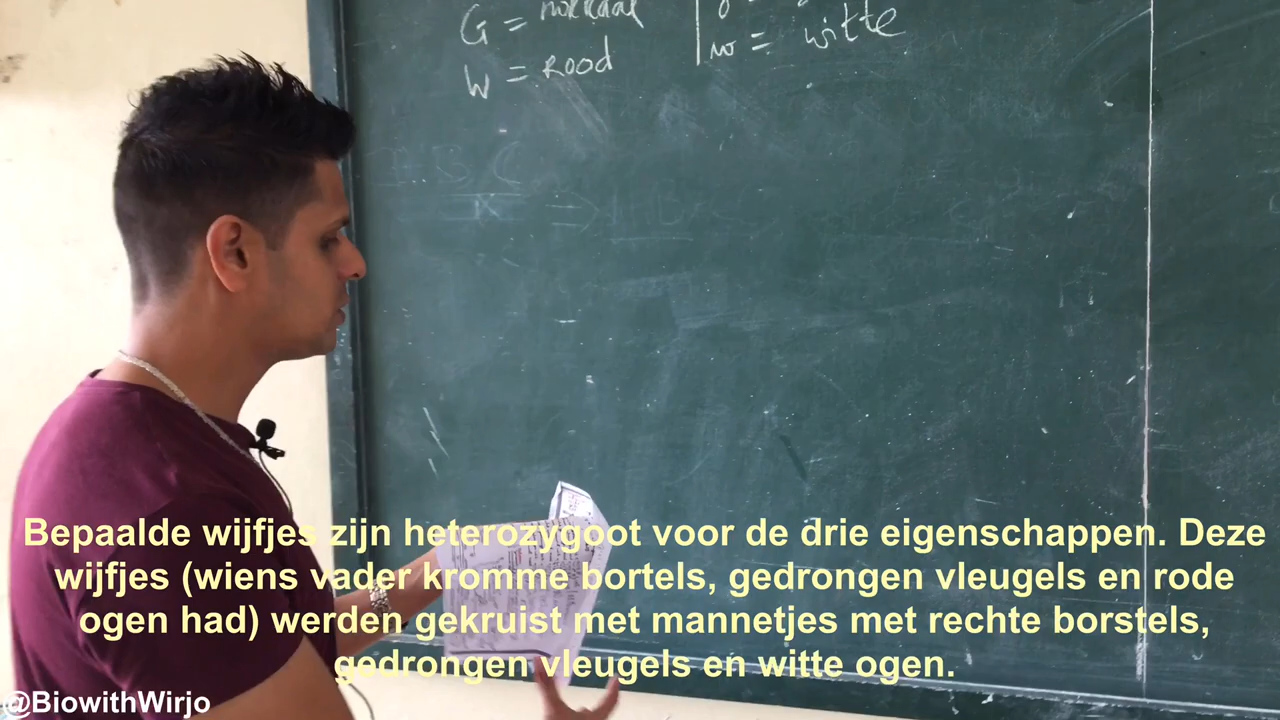 G = normaal
g =
W = rood
w = witte
Bepaalde wijfjes zijn heterozygoot voor de drie eigenschappen. Deze
wijfjes (wiens vader kromme bortels, gedrongen vleugels en rode
ogen had) werden gekruist met mannetjes met rechte borstels,
gedrongen vleugels en witte ogen.
@BiowithWirjo